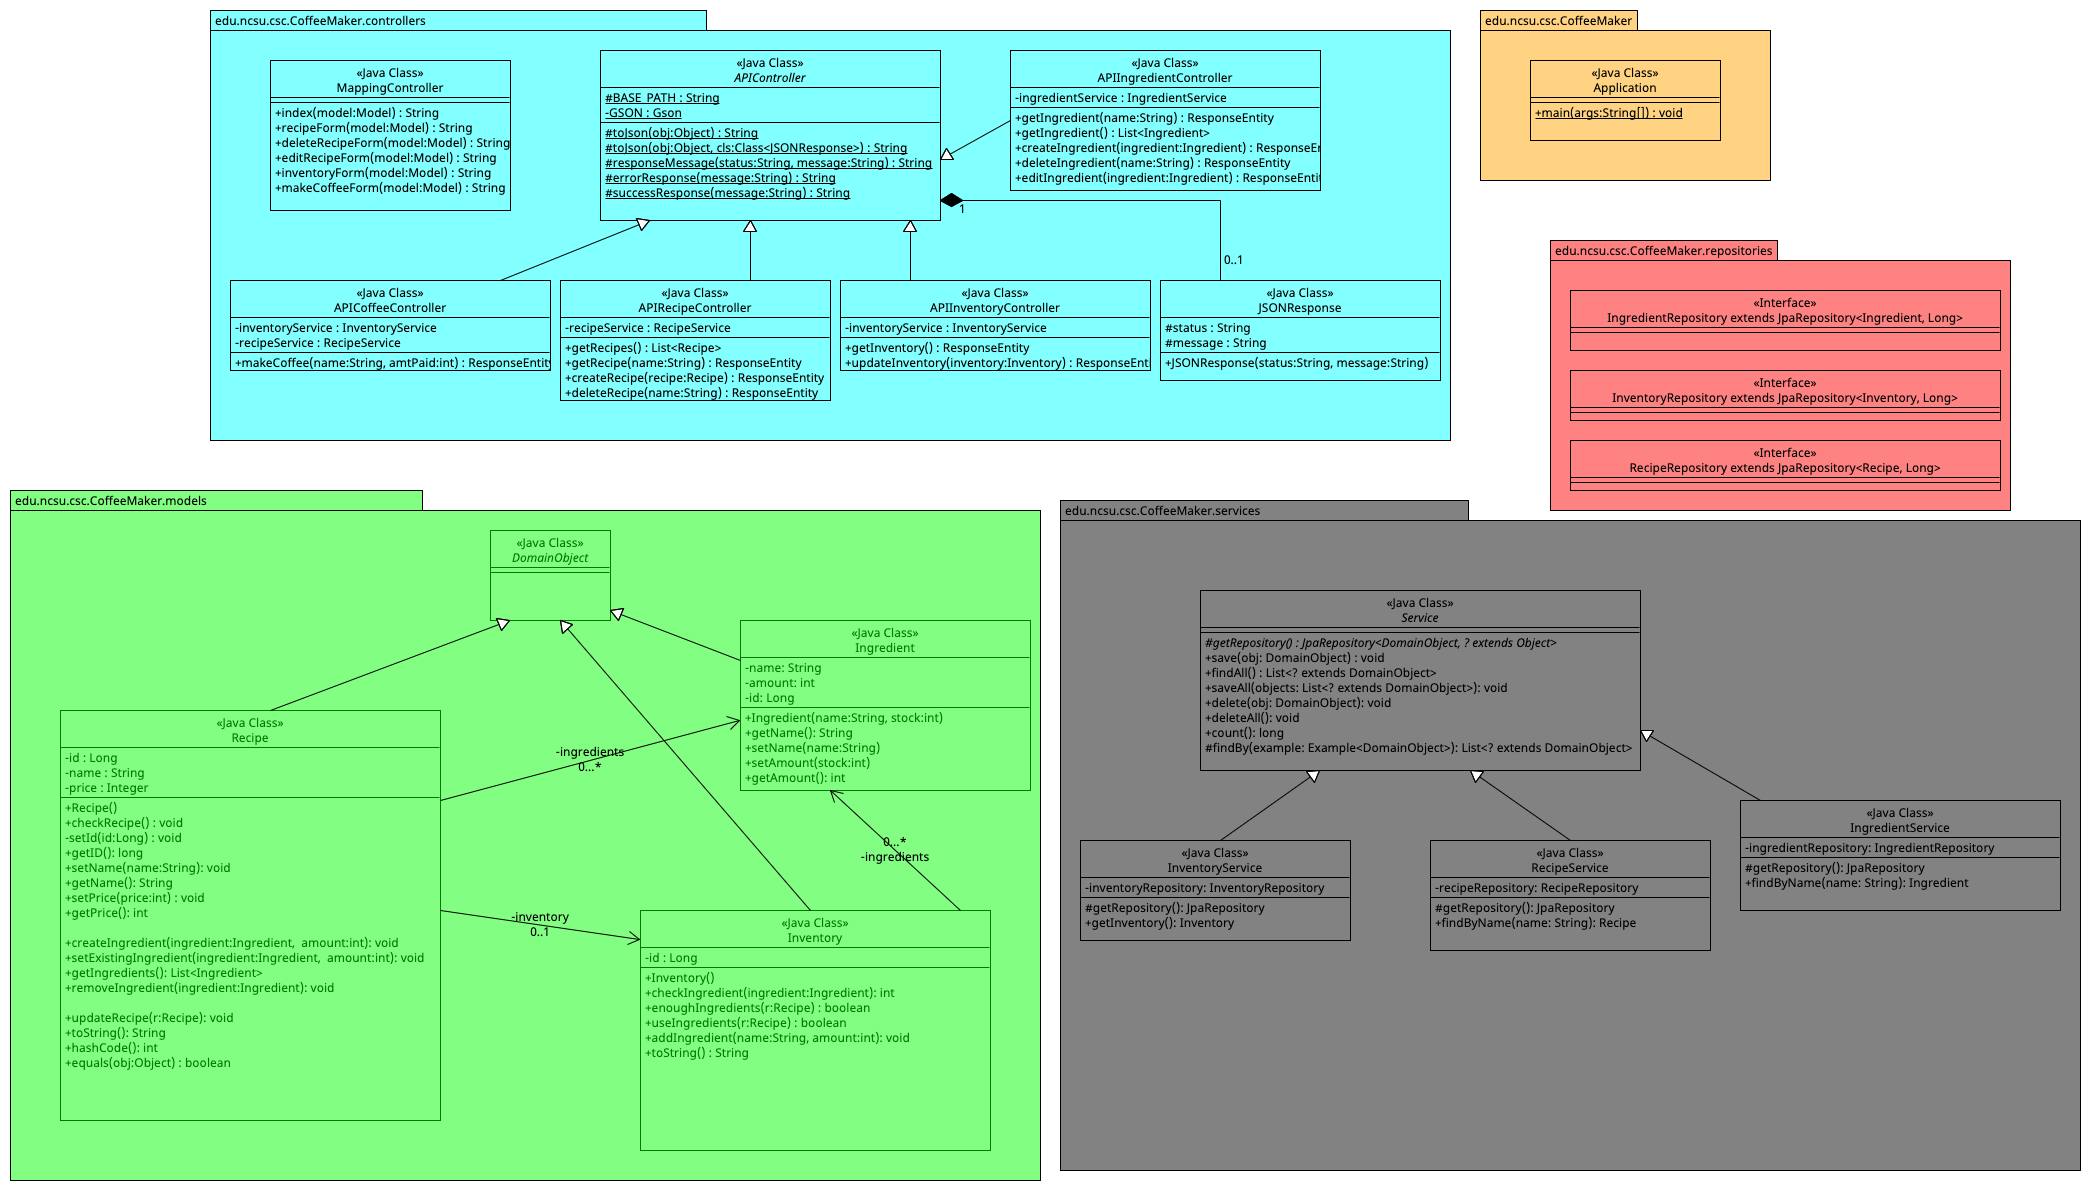 edu.ncsu.csc.CoffeeMaker.controllers
«Java Class»
MappingController
+index(model:Model) : String
+recipeForm(model:Model) : String
+deleteRecipeForm(model:Model) : String
+editRecipeForm(model:Model) : String
+inventoryForm(model:Model) : String
+makeCoffeeForm(model:Model) : String
«Java Class»
APIController
#BASE_PATH : String
-GSON : Gson
#toJson(obj:Object) : String
#toJson(obj:Object, cls:Class<JSONResponse>) : String
#responseMessage(status:String, message:String) : String
#errorResponse(message:String) : String
#successResponse(message:String) : String
«Java Class»
APIIngredientController
-ingredientService : IngredientService
+getIngredient(name:String) : ResponseEntity
+getIngredient() : List<Ingredient>
+createIngredient(ingredient:Ingredient) : ResponseEn
+deleteIngredient(name:String) : ResponseEntity
+editIngredient(ingredient:Ingredient) : ResponseEnti
1
0..1
«Java Class»
APICoffeeController
-inventoryService : InventoryService
-recipeService : RecipeService
+makeCoffee(name:String, amtPaid:int) : ResponseEntity
«Java Class»
APIRecipeController
-recipeService : RecipeService
+getRecipes() : List<Recipe>
+getRecipe(name:String) : ResponseEntity
+createRecipe(recipe:Recipe) : ResponseEntity
+deleteRecipe(name:String) : ResponseEntity
«Java Class»
APIInventoryController
-inventoryService : InventoryService
+getInventory() : ResponseEntity
+updateInventory(inventory:Inventory) : ResponseEnti
«Java Class»
JSONResponse
#status : String
#message : String
+JSONResponse(status:String, message:String)
edu.ncsu.csc.CoffeeMaker
«Java Class»
Application
+main(args:String[]) : void
edu.ncsu.csc.CoffeeMaker.repositories
«Interface»
IngredientRepository extends JpaRepository<Ingredient, Long>
«Interface»
InventoryRepository extends JpaRepository<Inventory, Long>
«Interface»
RecipeRepository extends JpaRepository<Recipe, Long>
edu.ncsu.csc.CoffeeMaker.models
«Java Class»
DomainObject
«Java Class»
Ingredient
-name: String
-amount: int
-id: Long
+Ingredient(name:String, stock:int)
+getName(): String
+setName(name:String)
+setAmount(stock:int)
+getAmount(): int
«Java Class»
Recipe
-id : Long
-name : String
-price : Integer
+Recipe()
+checkRecipe() : void
-setId(id:Long) : void
+getID(): long
+setName(name:String): void
+getName(): String
+setPrice(price:int) : void
+getPrice(): int
+createIngredient(ingredient:Ingredient,  amount:int): void
+setExistingIngredient(ingredient:Ingredient,  amount:int): void
+getIngredients(): List<Ingredient>
+removeIngredient(ingredient:Ingredient): void
+updateRecipe(r:Recipe): void
+toString(): String
+hashCode(): int
+equals(obj:Object) : boolean
-ingredients
0...*
0...*
-ingredients
-inventory
0..1
«Java Class»
Inventory
-id : Long
+Inventory()
+checkIngredient(ingredient:Ingredient): int
+enoughIngredients(r:Recipe) : boolean
+useIngredients(r:Recipe) : boolean
+addIngredient(name:String, amount:int): void
+toString() : String
edu.ncsu.csc.CoffeeMaker.services
«Java Class»
Service
#getRepository() : JpaRepository<DomainObject, ? extends Object>
+save(obj: DomainObject) : void
+findAll() : List<? extends DomainObject>
+saveAll(objects: List<? extends DomainObject>): void
+delete(obj: DomainObject): void
+deleteAll(): void
+count(): long
#findBy(example: Example<DomainObject>): List<? extends DomainObject>
«Java Class»
InventoryService
-inventoryRepository: InventoryRepository
#getRepository(): JpaRepository
+getInventory(): Inventory
«Java Class»
RecipeService
-recipeRepository: RecipeRepository
#getRepository(): JpaRepository
+findByName(name: String): Recipe
«Java Class»
IngredientService
-ingredientRepository: IngredientRepository
#getRepository(): JpaRepository
+findByName(name: String): Ingredient